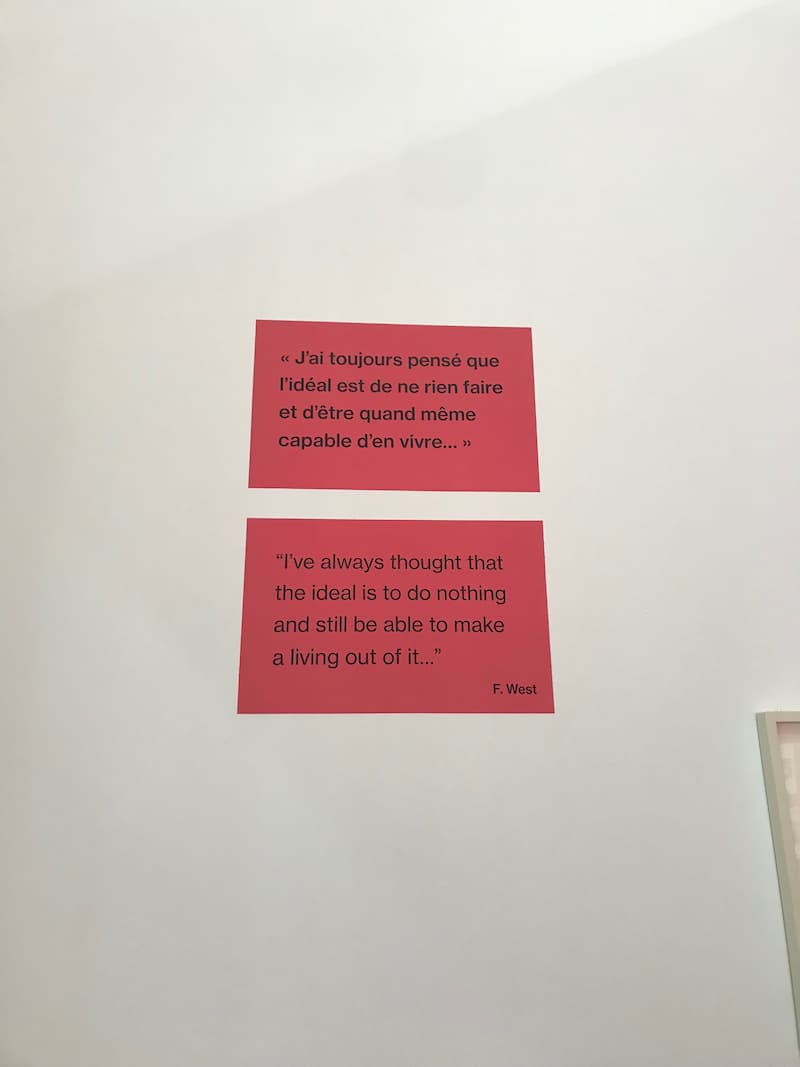 « J’ai toujours pensé que
l’idéal est de ne rien faire
et d’être quand même
capable d’en vivre... »
“I’ve always thought that
the ideal is to do nothing
and still be able to make
a living out of it...”
F. West